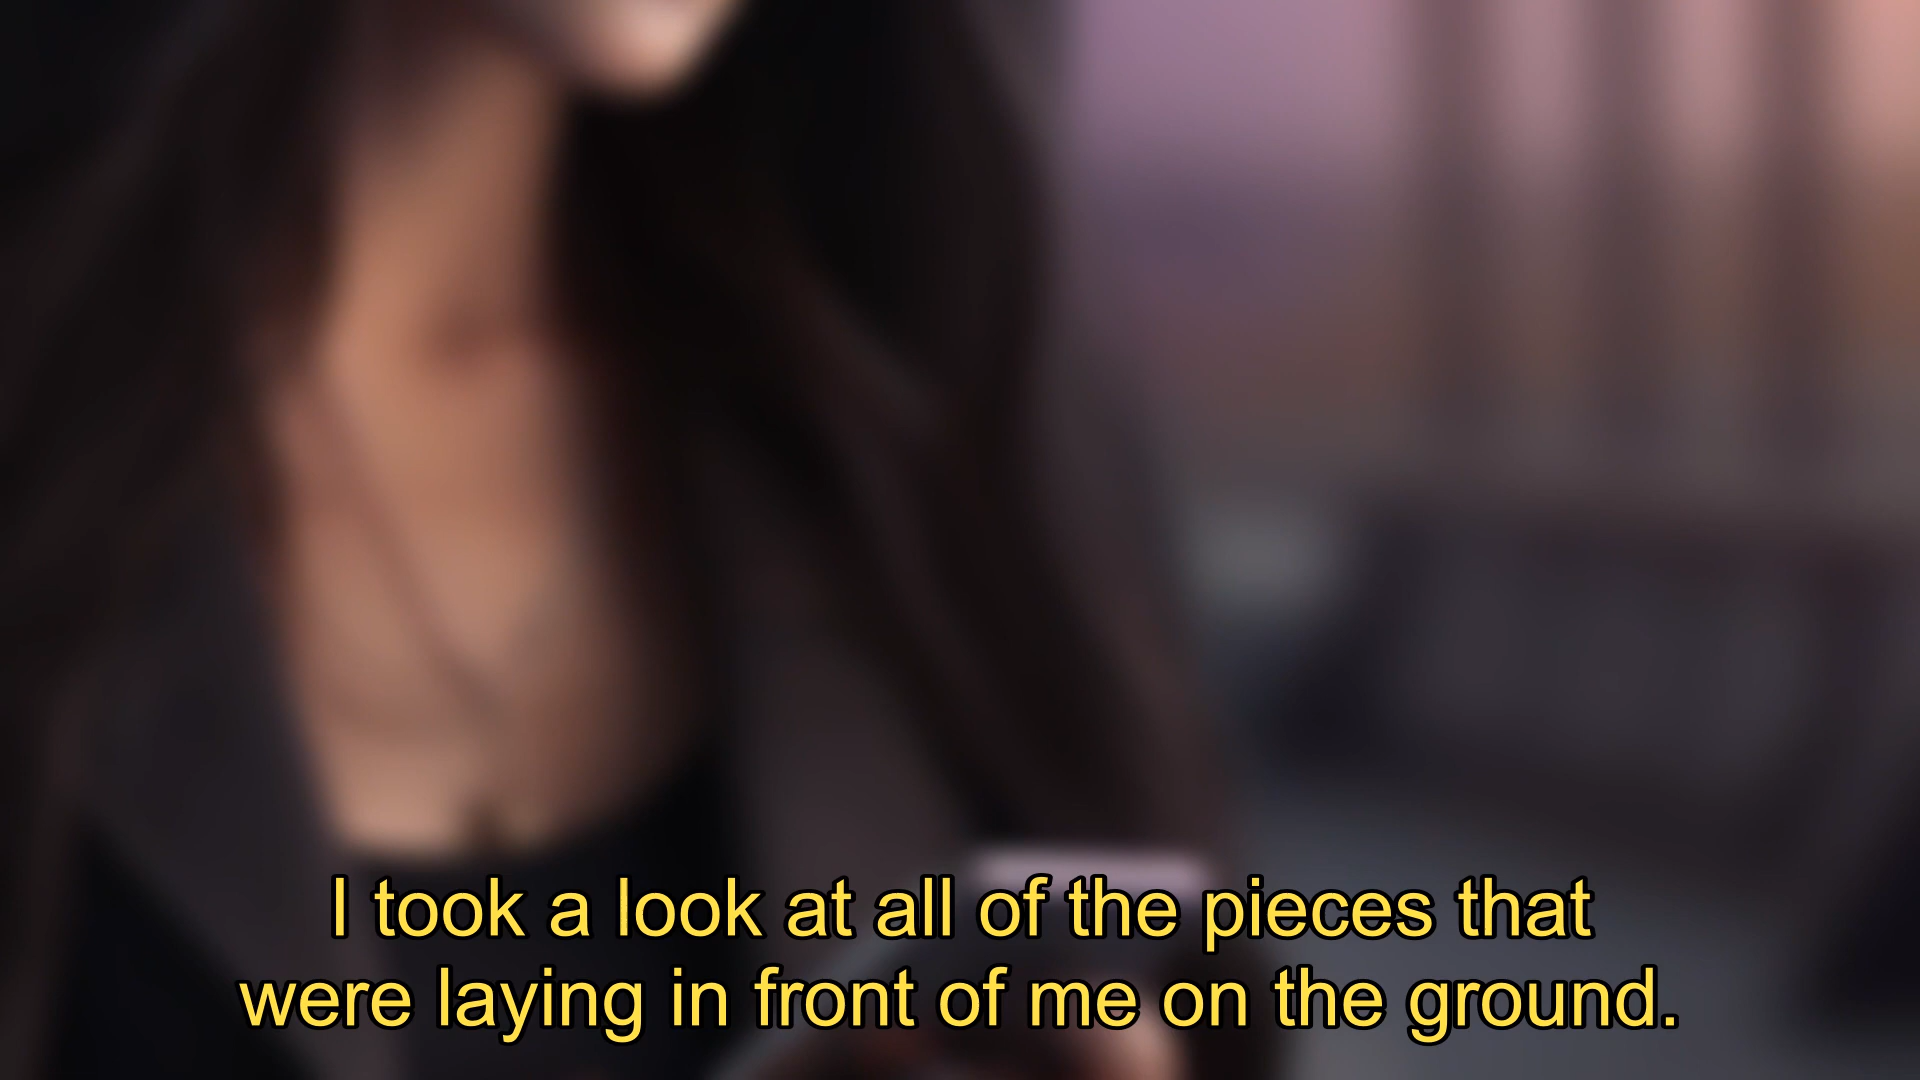 I took a look at all of the pieces that
were laying in front of me on the ground.